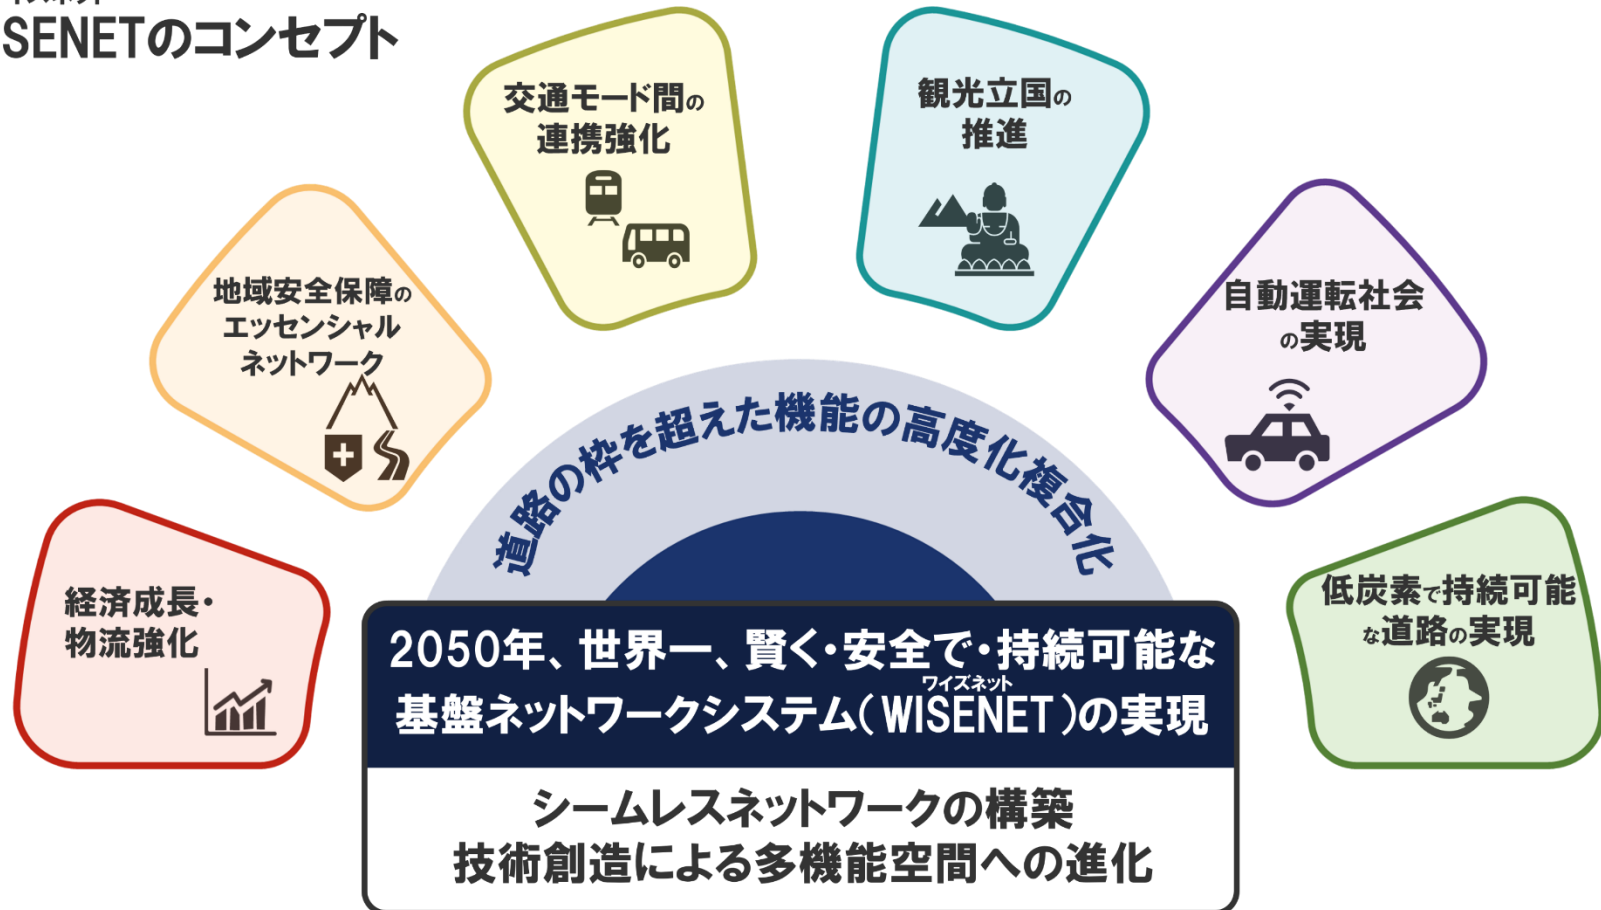 SENETのコンセプト
交通モード間の
連携強化
観光立国の
推進
地域安全保障の
エッセンシャル
ネットワーク
自動運転社会
の実現
経済成長・
物流強化
低炭素で持続可能
な道路の実現
道路の枠を超えた機能の高度化複合化
2050年、世界一、賢く・安全で・持続可能な
ワイズネット
基盤ネットワークシステム(WISENET)の実現
シームレスネットワークの構築
技術創造による多機能空間への進化